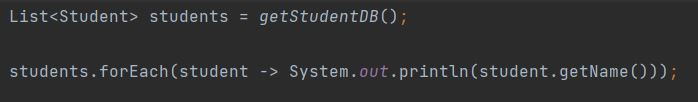 List<Student> students = getStudentDB();
students.forEach(student -> System.out.println(student.getName()));